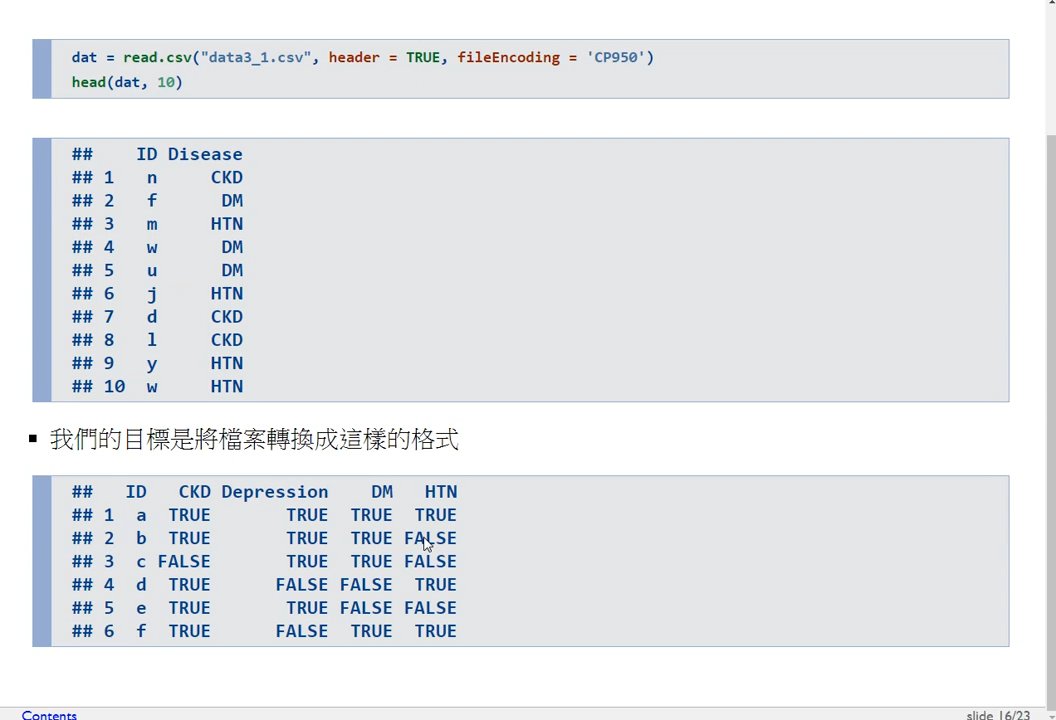 dat = read.csv("data3_1.csv", header = TRUE, fileEncoding = 'CP950')
head(dat, 10)
## ID Disease
## 1 n CKD
## 2 f DM
## 3 m HTN
## 4 w DM
## 5 u DM
## 6 j HTN
## 7 d CKD
## 8 l CKD
## 9 y HTN
## 10 w HTN
▪ 我們的目標是將檔案轉換成這樣的格式
## ID CKD Depression DM HTN
## 1 a TRUE TRUE TRUE TRUE
## 2 b TRUE TRUE TRUE FALSE
## 3 c FALSE TRUE TRUE FALSE
## 4 d TRUE FALSE FALSE TRUE
## 5 e TRUE TRUE FALSE FALSE
## 6 f TRUE FALSE TRUE TRUE
Contents slide 16/23